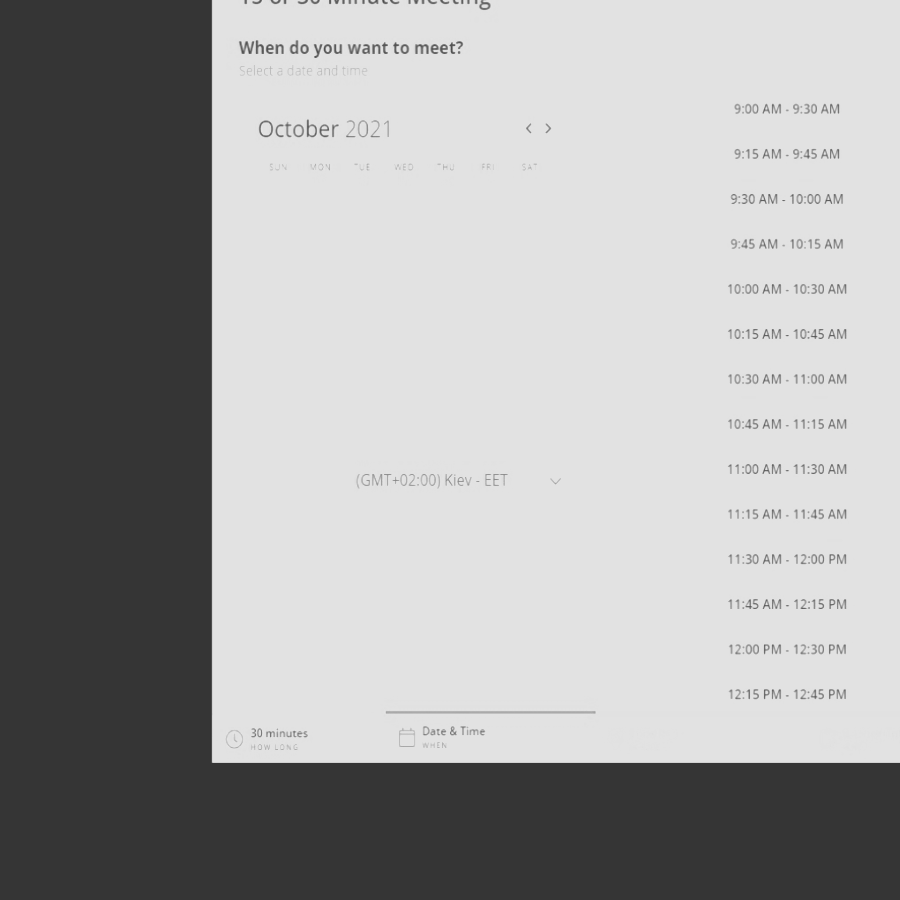 15 or 30 Minute Meeting
When do you want to meet?
Select a date and time
October 2021
SUN MON TUE WED THU FRI SAT
(GMT+02:00) Kiev - EET
9:00 AM - 9:30 AM
9:15 AM - 9:45 AM
9:30 AM - 10:00 AM
9:45 AM - 10:15 AM
10:00 AM - 10:30 AM
10:15 AM - 10:45 AM
10:30 AM - 11:00 AM
10:45 AM - 11:15 AM
11:00 AM - 11:30 AM
11:15 AM - 11:45 AM
11:30 AM - 12:00 PM
11:45 AM - 12:15 PM
12:00 PM - 12:30 PM
12:15 PM - 12:45 PM
30 minutes
HOW LONG
Date & Time
WHEN